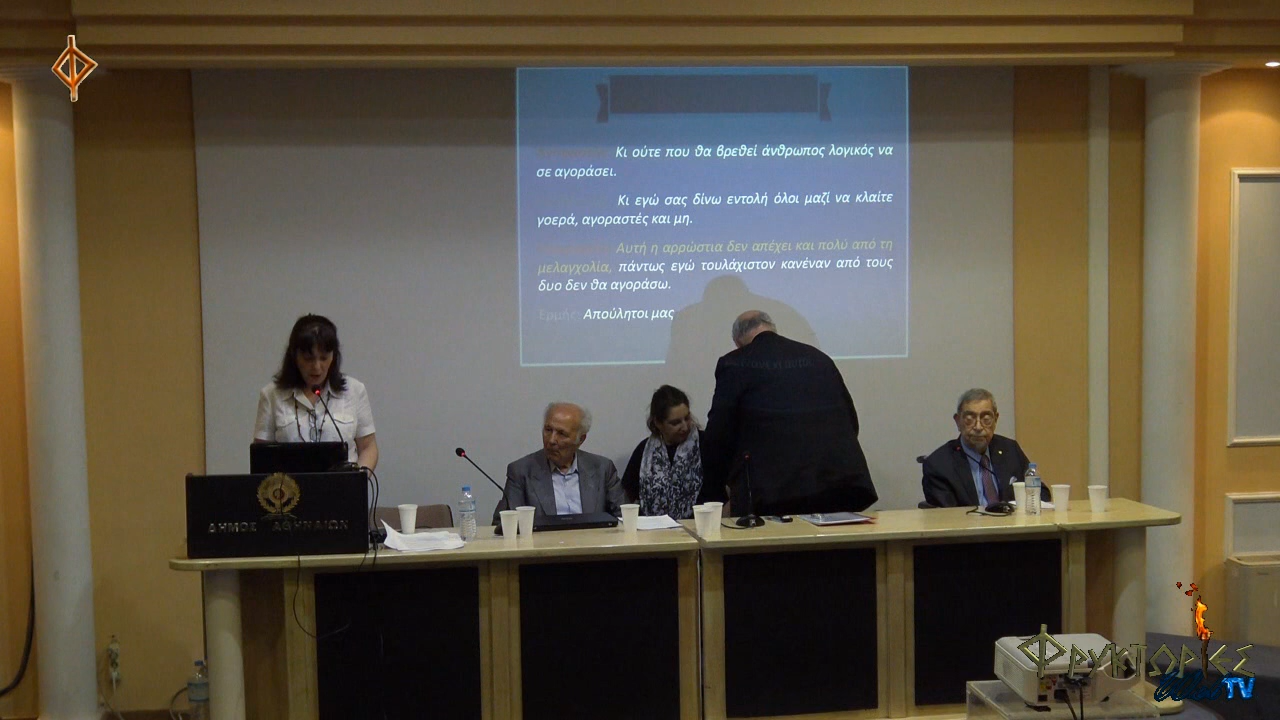 Κι ούτε που θα βρεθεί άνθρωπος λογικός να
σε αγοράσει.
Κι εγώ σας δίνω εντολή όλοι μαζί να κλαίτε
γοερά, αγοραστές και μη.
Αυτή η αρρώστια δεν απέχει και πολύ από τη
μελαγχολία, πάντως εγώ τουλάχιστον κανέναν από τους
δυο δεν θα αγοράσω.
Ερμής: Απούλητοι μας
ΔΗΜΟΣ ΑΘΗΝΑΙΩΝ
ΦΡΥΚΤΩΡΙΕΣ
TV